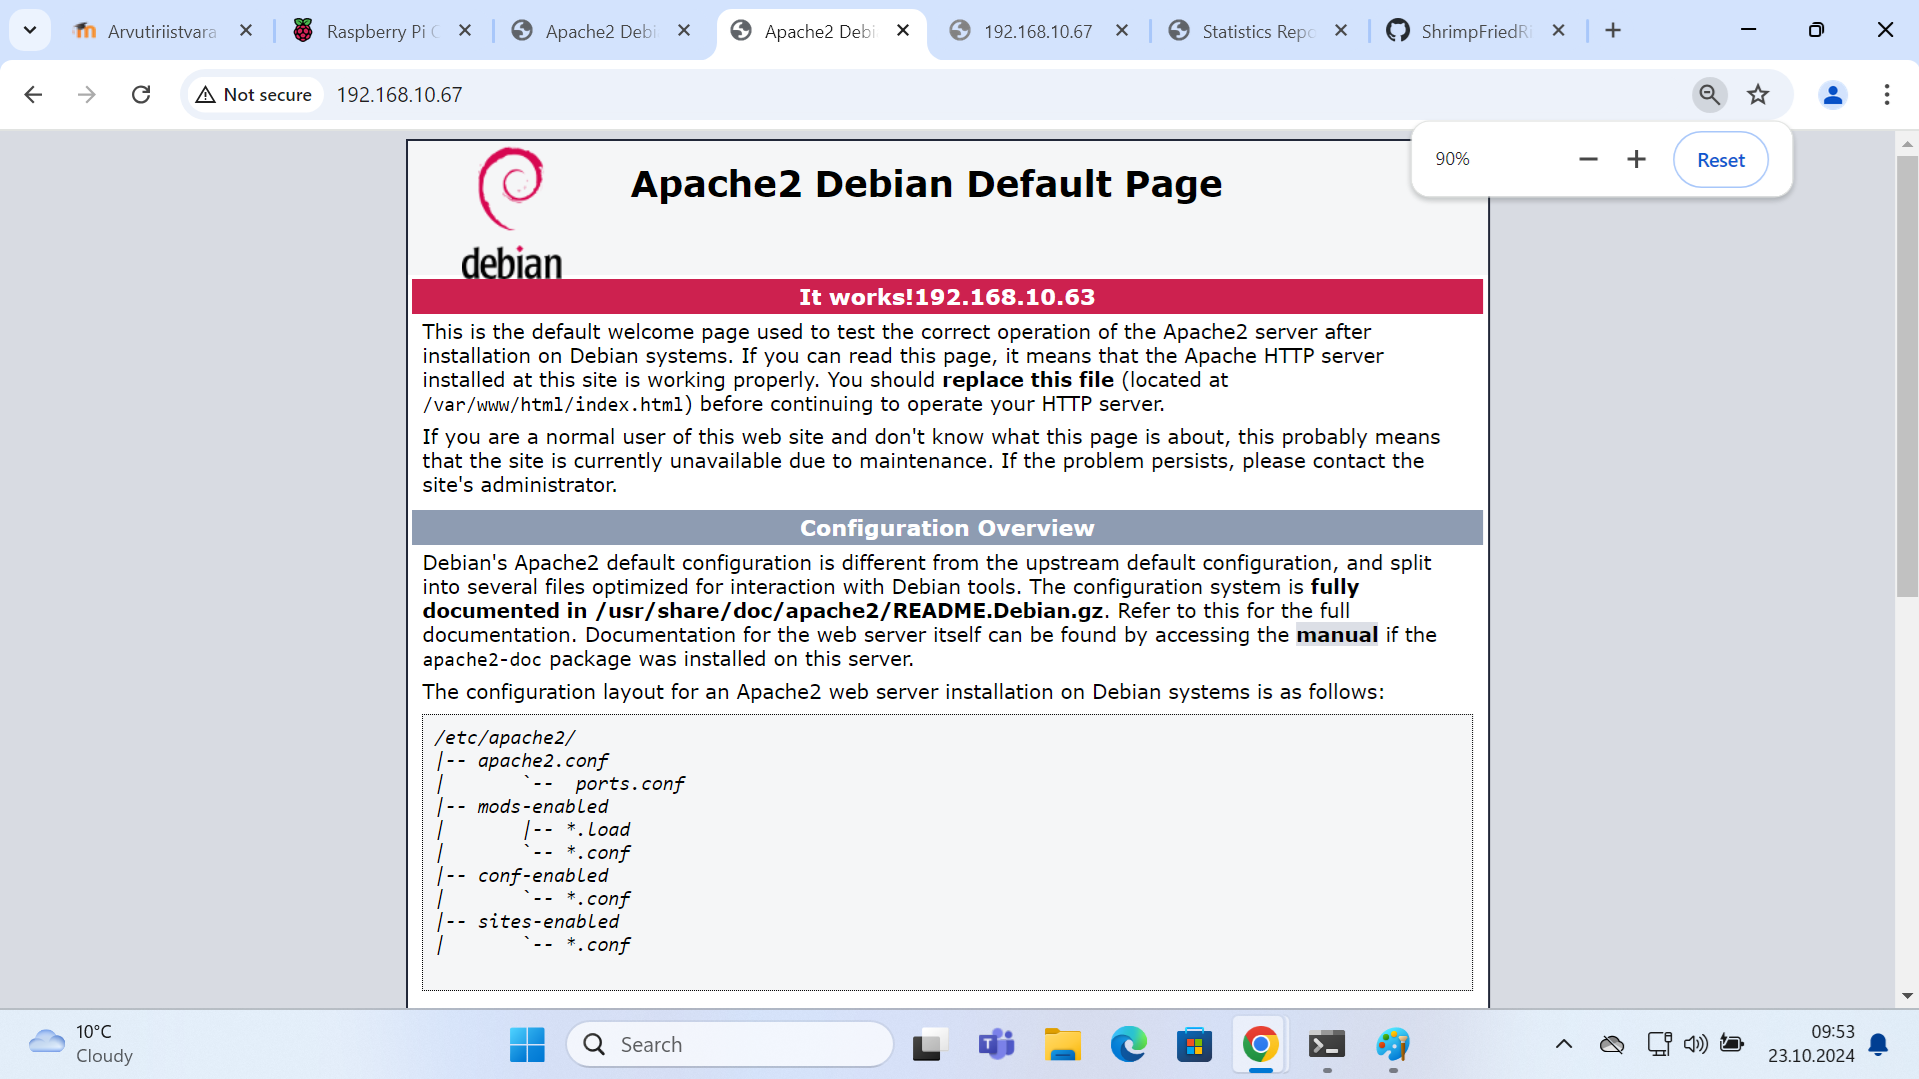 Arvutiriistvara
Raspberry Pi C
Apache2 Debi
Apache2 Debi
192.168.10.67
Statistics Repo
ShrimpFriedRi
Not secure
192.168.10.67
90%
Reset
debian
Apache2 Debian Default Page
It works!192.168.10.63
This is the default welcome page used to test the correct operation of the Apache2 server after
installation on Debian systems. If you can read this page, it means that the Apache HTTP server
installed at this site is working properly. You should replace this file (located at
/var/www/html/index.html) before continuing to operate your HTTP server.
If you are a normal user of this web site and don't know what this page is about, this probably means
that the site is currently unavailable due to maintenance. If the problem persists, please contact the
site's administrator.
Configuration Overview
Debian's Apache2 default configuration is different from the upstream default configuration, and split
into several files optimized for interaction with Debian tools. The configuration system is fully
documented in /usr/share/doc/apache2/README.Debian.gz. Refer to this for the full
documentation. Documentation for the web server itself can be found by accessing the manual if the
apache2-doc package was installed on this server.
The configuration layout for an Apache2 web server installation on Debian systems is as follows:
/etc/apache2/
|-- apache2.conf
|       `--  ports.conf
|-- mods-enabled
|       |-- *.load
|       `-- *.conf
|-- conf-enabled
|       `-- *.conf
|-- sites-enabled
|       `-- *.conf
10°C
Cloudy
Search
09:53
23.10.2024